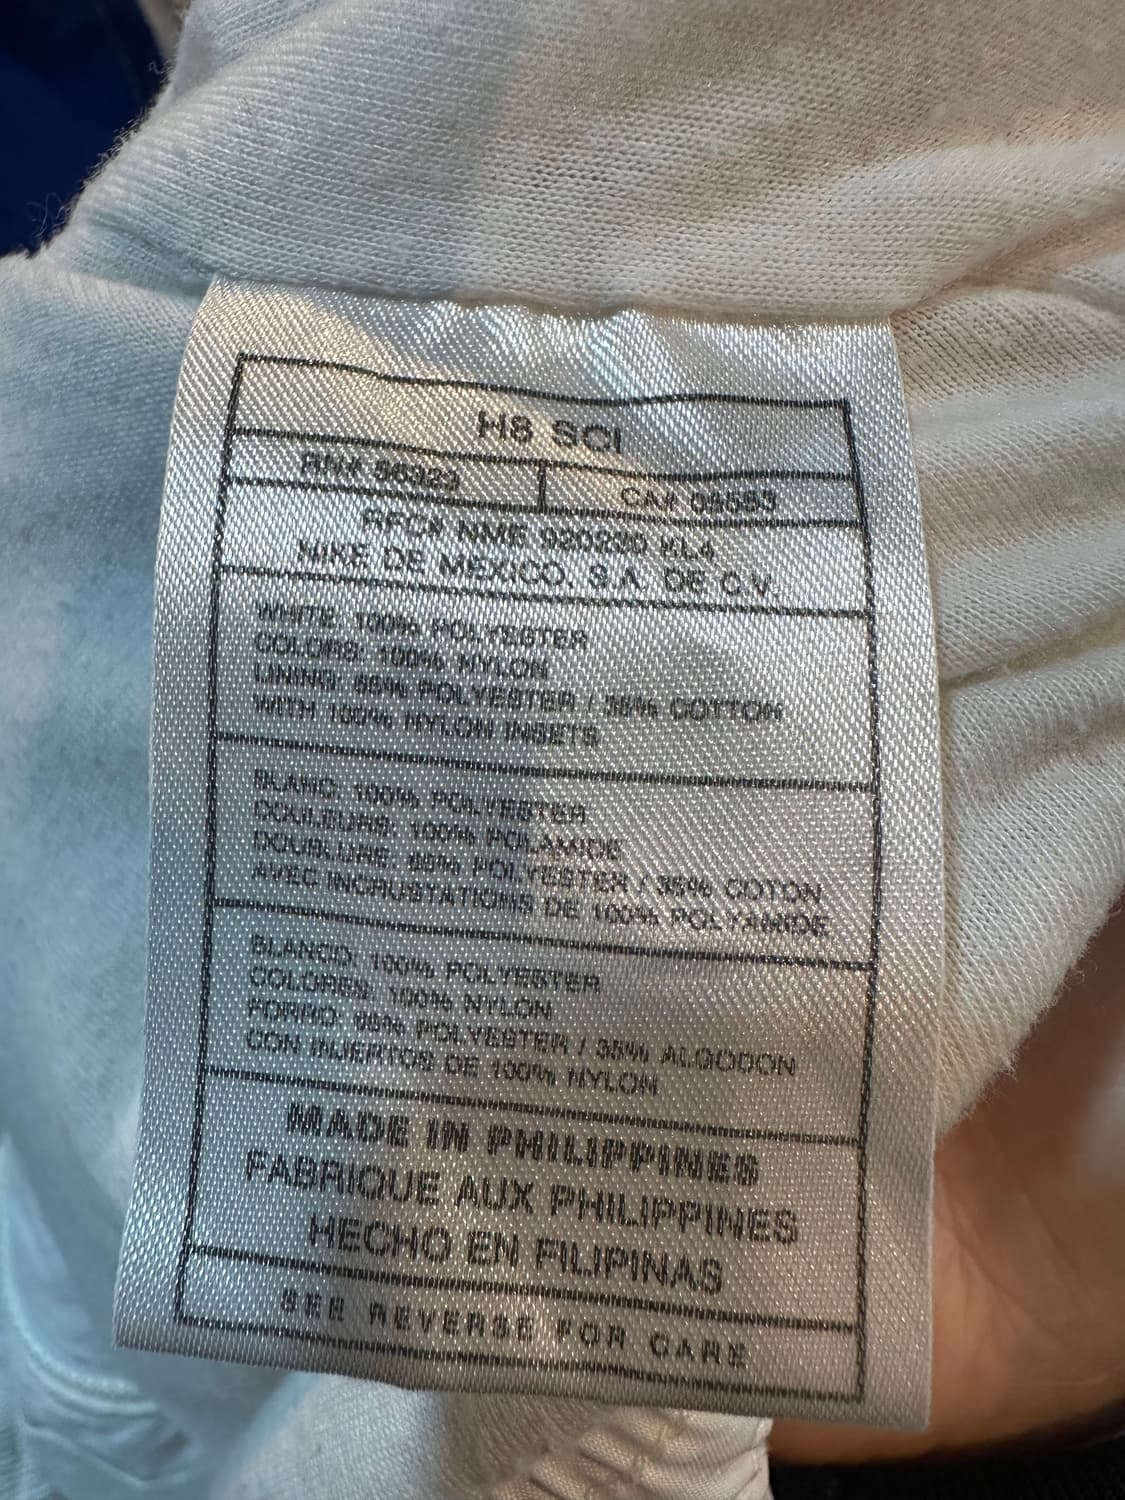 H8 SCI
RN# 56323 CA# 05553
RFC# NME 920230 KL4
NIKE DE MEXICO, S.A. DE C.V.
WHITE: 100% POLYESTER
COLORS: 100% NYLON
LINING: 65% POLYESTER / 35% COTTON
WITH 100% NYLON INSETS
BLANC: 100% POLYESTER
COULEURS: 100% POLAMIDE
DOUBLURE: 65% POLYESTER / 35% COTON
AVEC INCRUSTATIONS DE 100% POLYAMIDE
BLANCO: 100% POLYESTER
COLORES: 100% NYLON
FORRO: 65% POLYESTER / 35% ALGODON
CON INJERTOS DE 100% NYLON
MADE IN PHILIPPINES
FABRIQUE AUX PHILIPPINES
HECHO EN FILIPINAS
SEE REVERSE FOR CARE